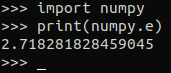 >>> import numpy
>>> print(numpy.e)
2.718281828459045
>>> _